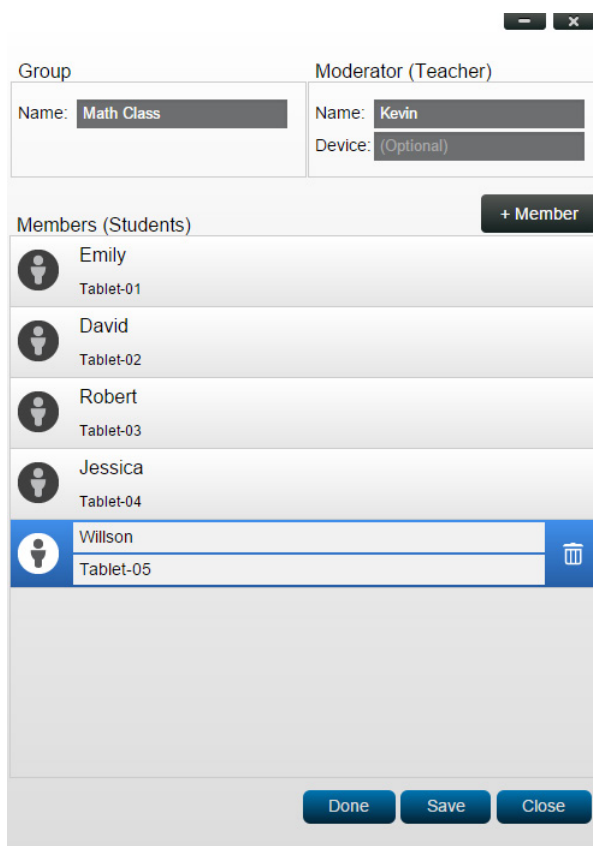 Group
Name: Math Class
Moderator (Teacher)
Name: Kevin
Device: (Optional)
Members (Students)
+ Member
Emily
Tablet-01
David
Tablet-02
Robert
Tablet-03
Jessica
Tablet-04
Willson
Tablet-05
Done Save Close